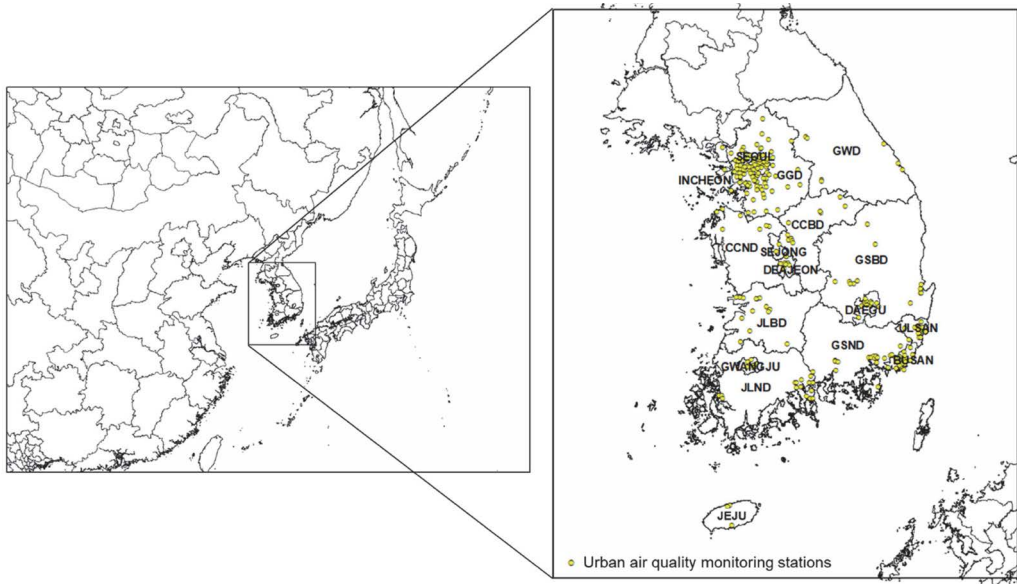 SEOUL
GWD
INCHEON
GGD
CCBD
CCND
SEJONG
GSBD
DEAJEON
DAEGU
JLBD
ULSAN
GSND
BUSAN
GWANGJU
JLND
JEJU
Urban air quality monitoring stations